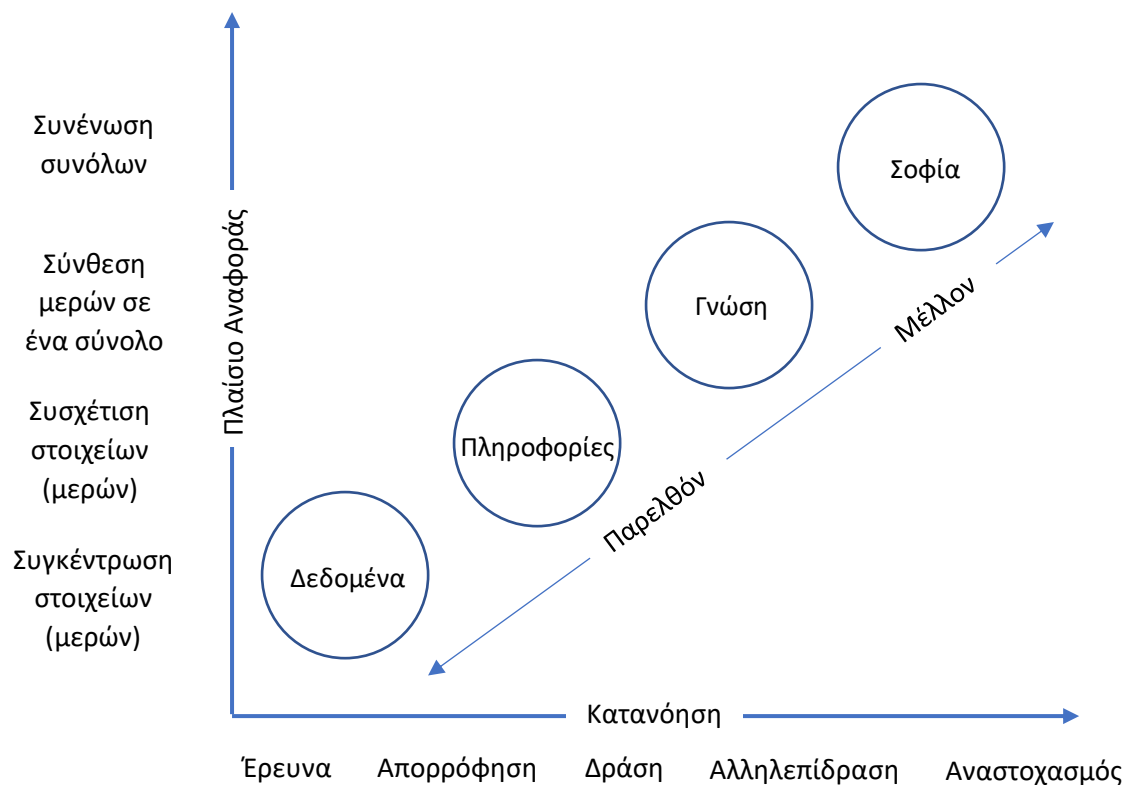 Συνένωση
συνόλων
Σοφία
Πλαίσιο Αναφοράς
Σύνθεση
μερών σε
ένα σύνολο
Γνώση
Μέλλον
Συσχέτιση
στοιχείων
(μερών)
Πληροφορίες
Παρελθόν
Συγκέντρωση
στοιχείων
(μερών)
Δεδομένα
Κατανόηση
Έρευνα Απορρόφηση Δράση Αλληλεπίδραση Αναστοχασμός